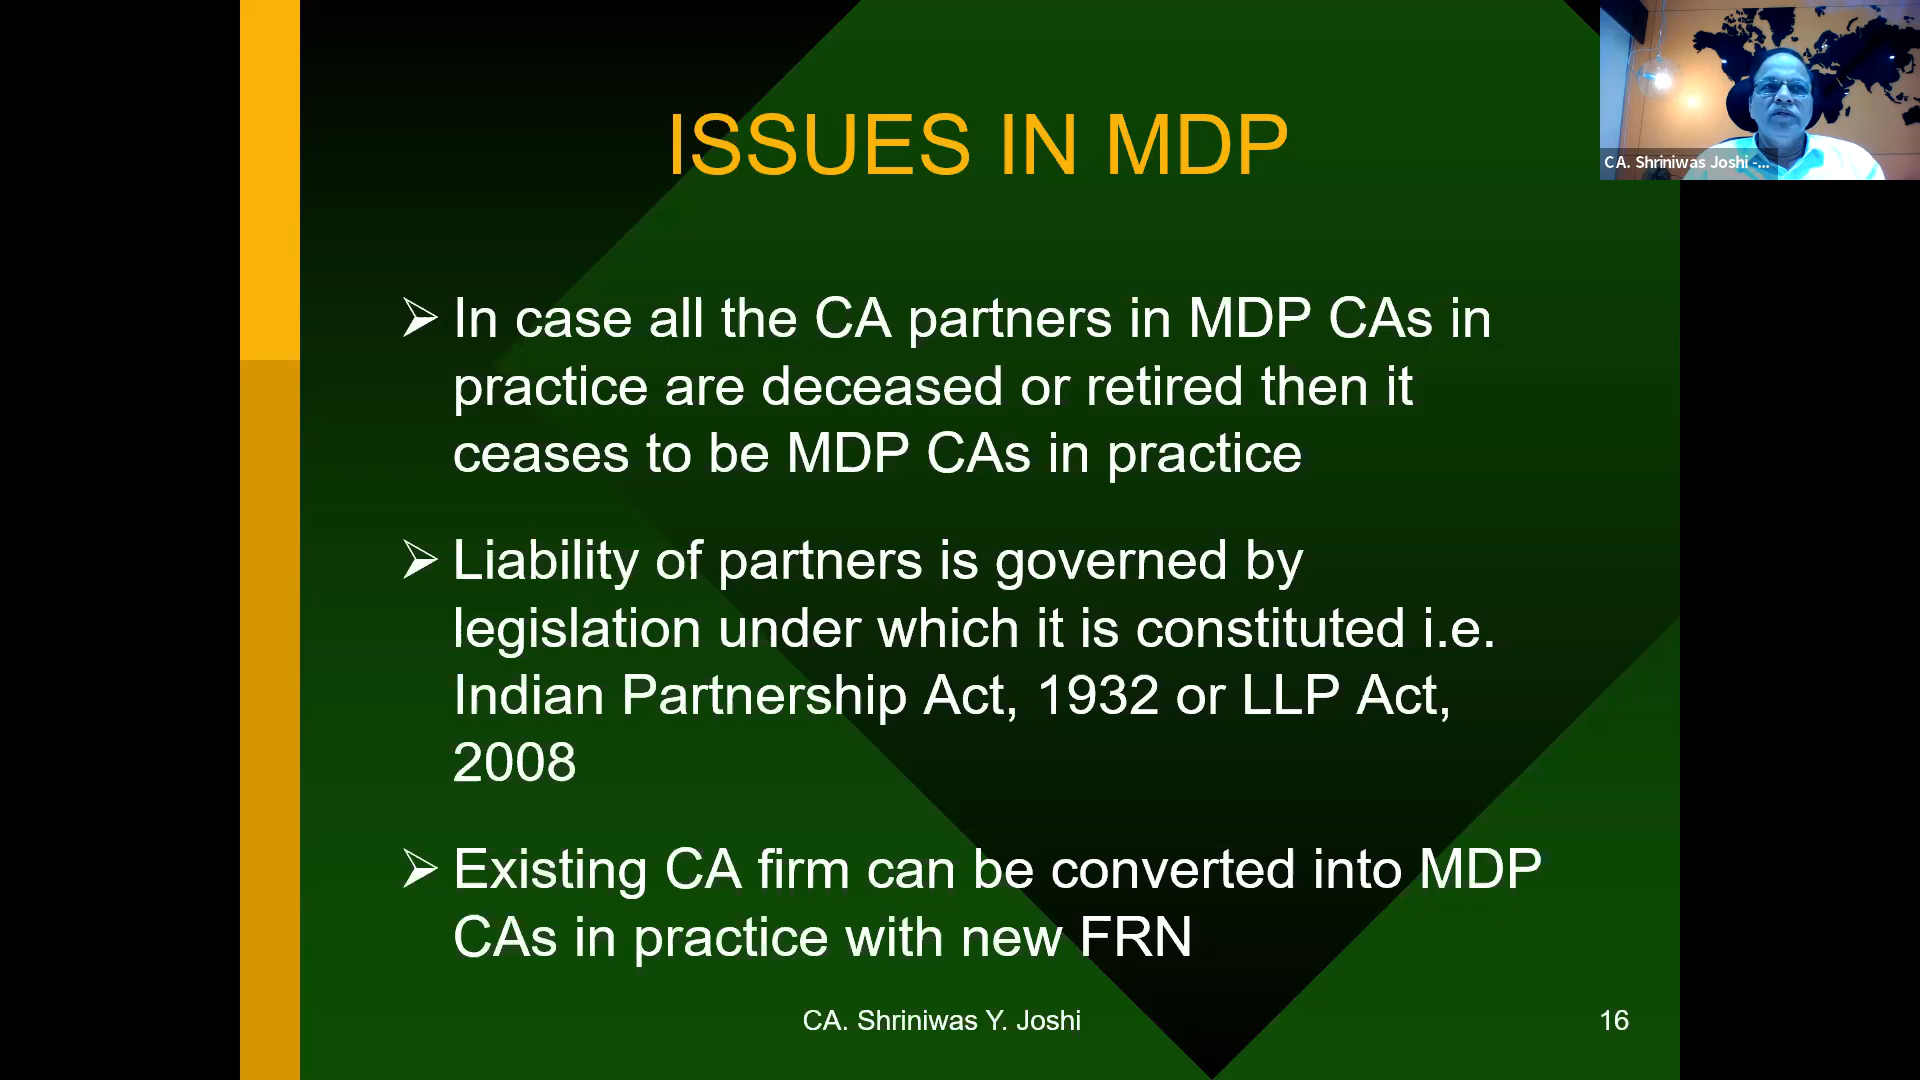 ISSUES IN MDP
CA. Shriniwas Joshi -...
➢ In case all the CA partners in MDP CAs in
practice are deceased or retired then it
ceases to be MDP CAs in practice
➢ Liability of partners is governed by
legislation under which it is constituted i.e.
Indian Partnership Act, 1932 or LLP Act,
2008
➢ Existing CA firm can be converted into MDP
CAs in practice with new FRN
CA. Shriniwas Y. Joshi
16